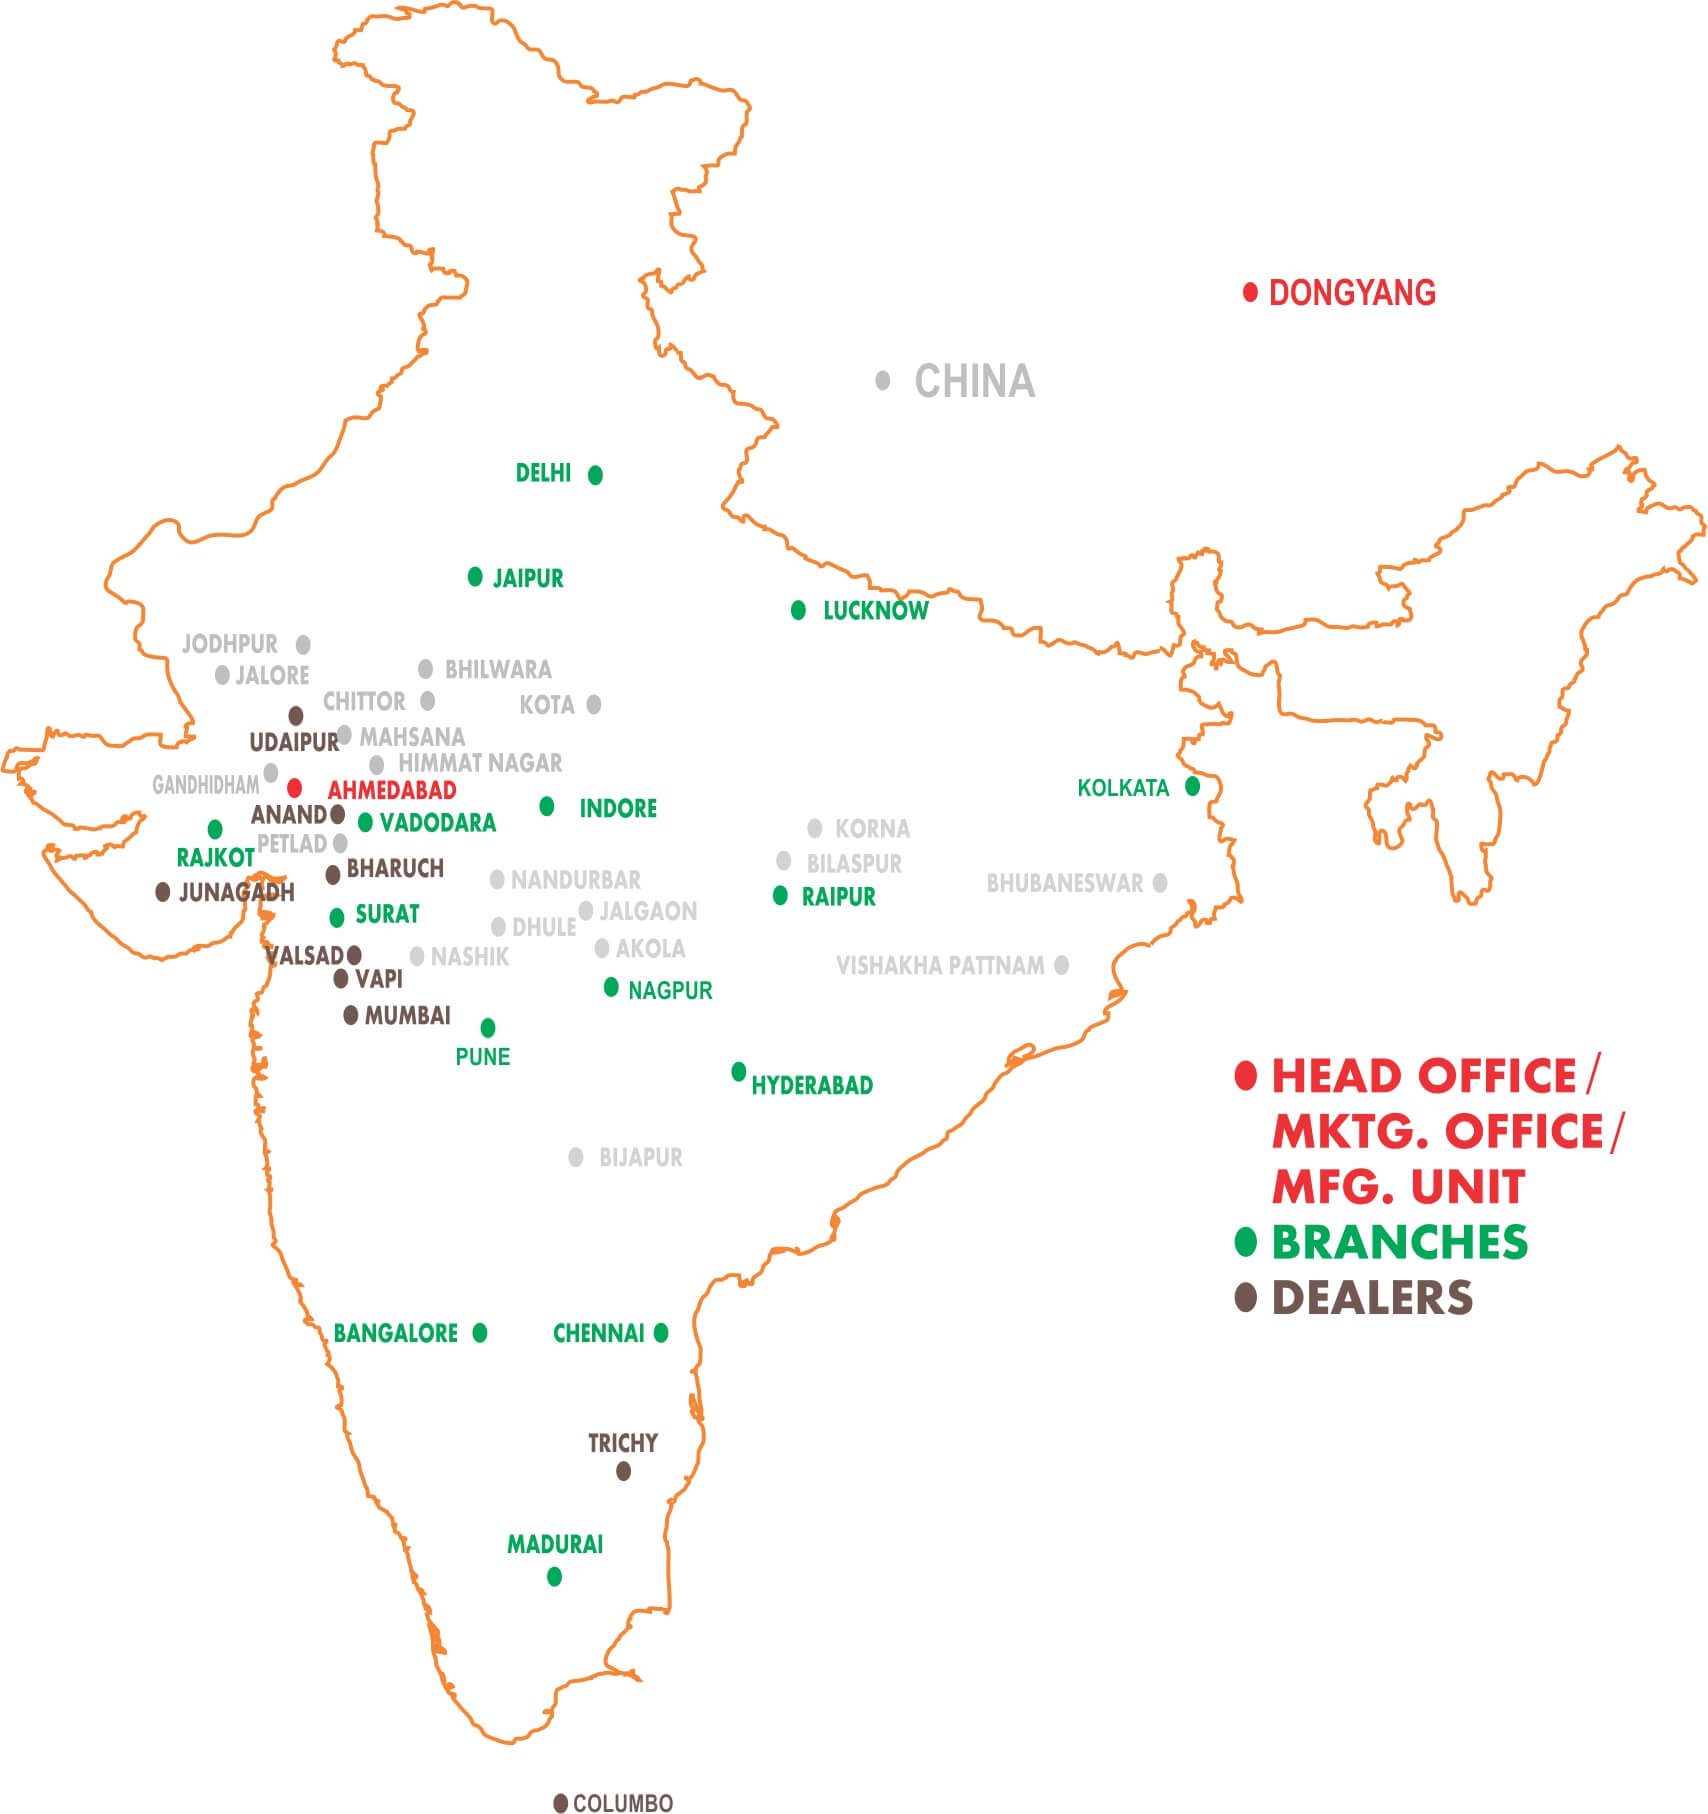 DONGYANG
CHINA
DELHI
JAIPUR
LUCKNOW
JODHPUR
JALORE
BHILWARA
CHITTOR
KOTA
UDAIPUR
MAHSANA
HIMMAT NAGAR
GANDHIDHAM
AHMEDABAD
KOLKATA
ANAND
VADODARA
INDORE
KORNA
PETLAD
RAJKOT
BHARUCH
BILASPUR
NANDURBAR
BHUBANESWAR
JUNAGADH
RAIPUR
SURAT
JALGAON
DHULE
AKOLA
VALSAD
NASHIK
VISHAKHA PATTNAM
VAPI
NAGPUR
MUMBAI
PUNE
HYDERABAD
BIJAPUR
HEAD OFFICE /
MKTG. OFFICE /
MFG. UNIT
BRANCHES
DEALERS
BANGALORE
CHENNAI
TRICHY
MADURAI
COLUMBO